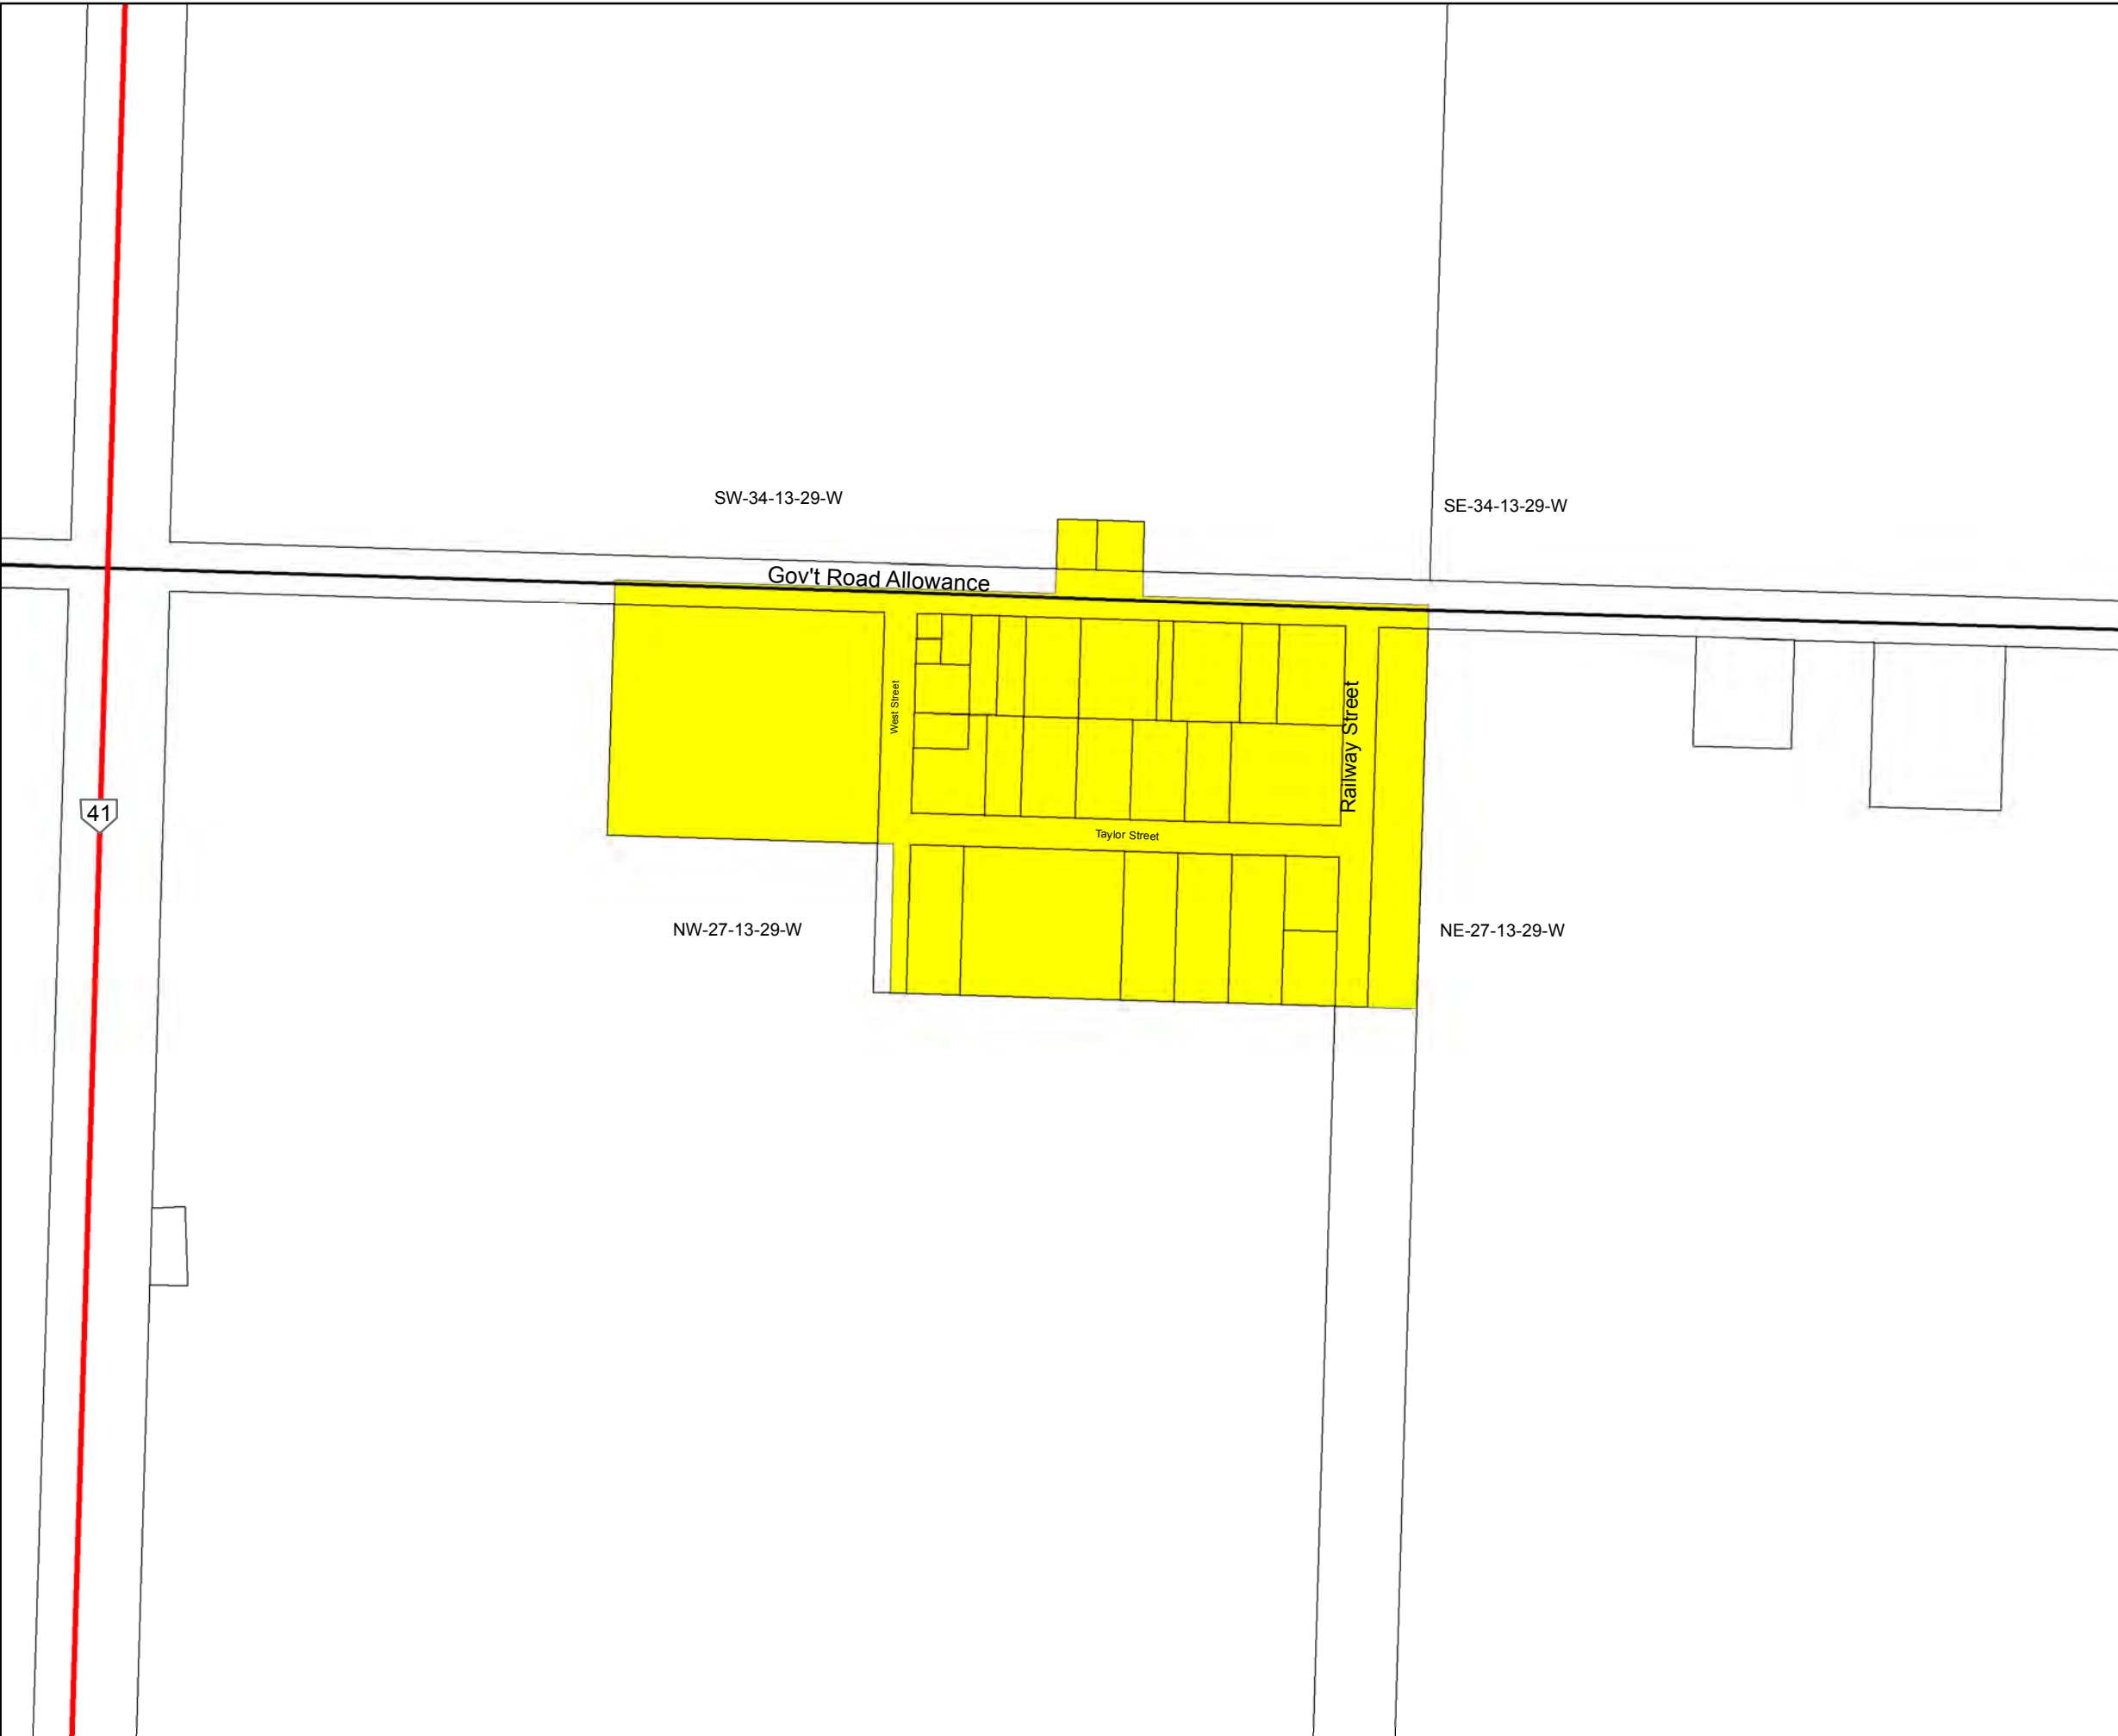 SW-34-13-29-W
SE-34-13-29-W
Gov't Road Allowance
West Street
Railway Street
41
Taylor Street
NW-27-13-29-W
NE-27-13-29-W